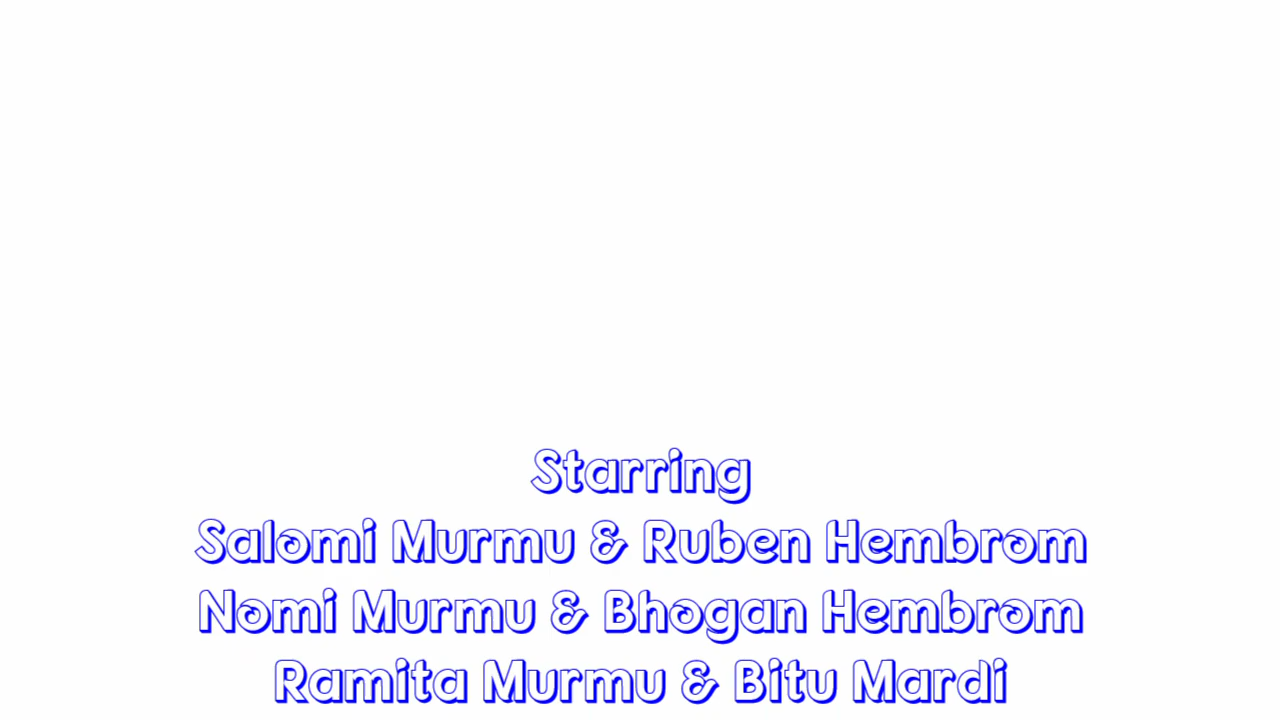 Starring
Salomi Murmu & Ruben Hembrom
Nomi Murmu & Bhogan Hembrom
Ramita Murmu & Bitu Mardi